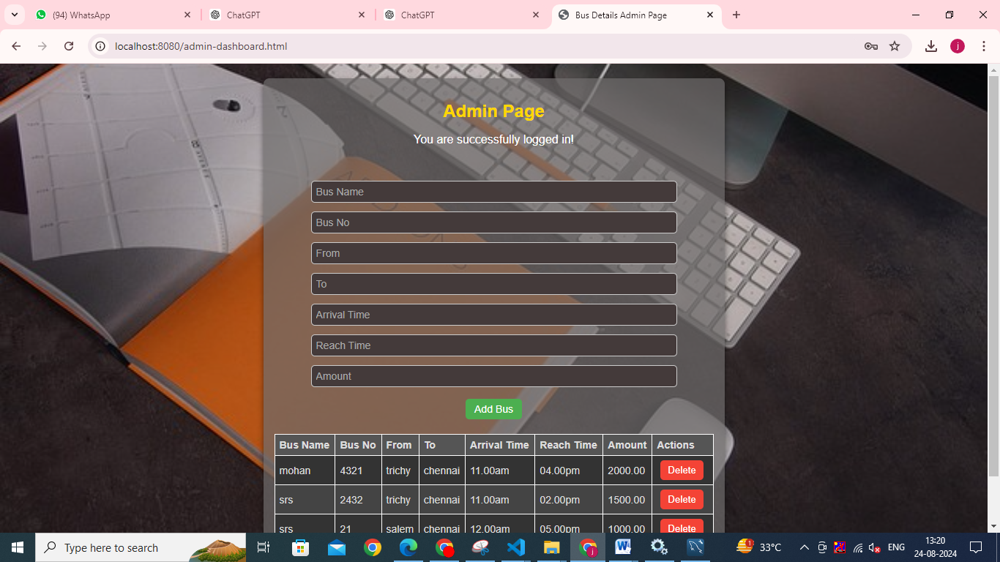 (94) WhatsApp
ChatGPT
ChatGPT
Bus Details Admin Page
localhost:8080/admin-dashboard.html
j
Admin Page
You are successfully logged in!
Bus Name
Bus No
From
To
Arrival Time
Reach Time
Amount
Add Bus
Bus Name Bus No From To Arrival Time Reach Time Amount Actions
mohan 4321 trichy chennai 11.00am 04.00pm 2000.00 Delete
srs 2432 trichy chennai 11.00am 02.00pm 1500.00 Delete
srs 21 salem chennai 12.00am 05.00pm 1000.00 Delete
Type here to search
1
33°C
ENG
13:20
24-08-2024